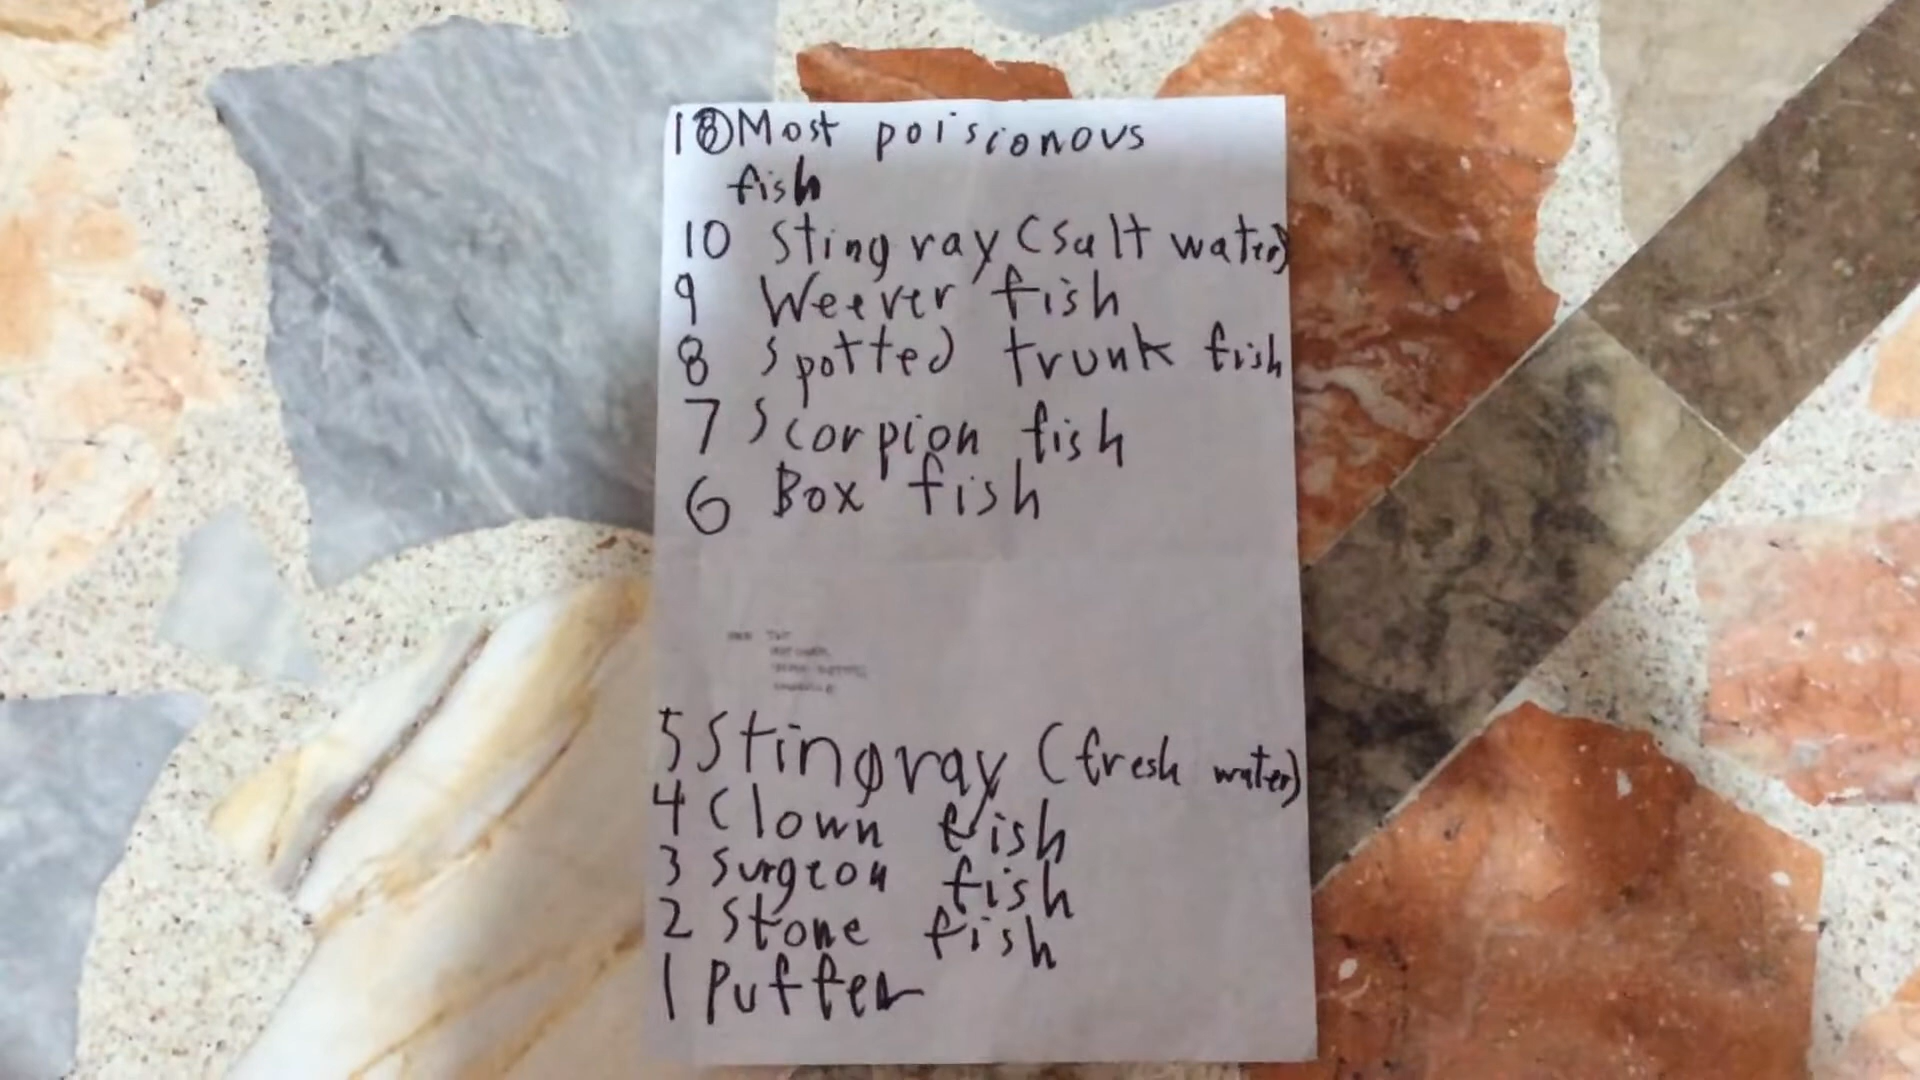 10 Most poiscionous
fish
10 Sting ray (Salt water)
9 Weever fish
8 Spotted trunk fish
7 Scorpion fish
6 Box fish
5 Stingray (fresh water)
4 Clown fish
3 Surgeon fish
2 Stone fish
1 Puffer